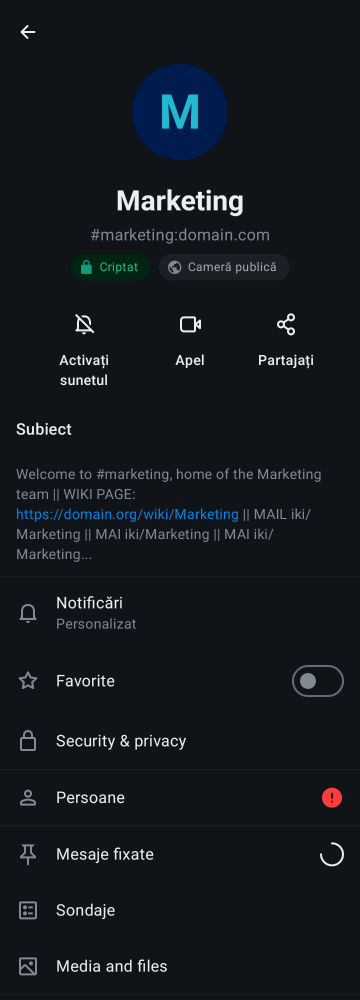 M
Marketing
#marketing:domain.com
Criptat
Cameră publică
Activați
sunetul
Apel
Partajați
Subiect
Welcome to #marketing, home of the Marketing
team || WIKI PAGE:
https://domain.org/wiki/Marketing || MAIL iki/
Marketing || MAI iki/Marketing || MAI iki/
Marketing...
Notificări
Personalizat
Favorite
Security & privacy
Persoane
Mesaje fixate
Sondaje
Media and files